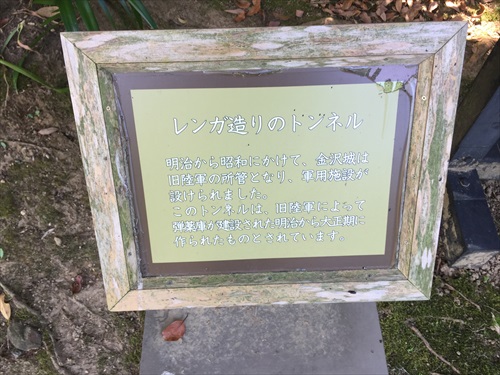 レンガ造りのトンネル
明治から昭和にかけて、金沢城は
旧陸軍の所管となり、軍用施設が
設けられました。
このトンネルは、旧陸軍によって
弾薬庫が建設された明治から大正期に
作られたものとされています。